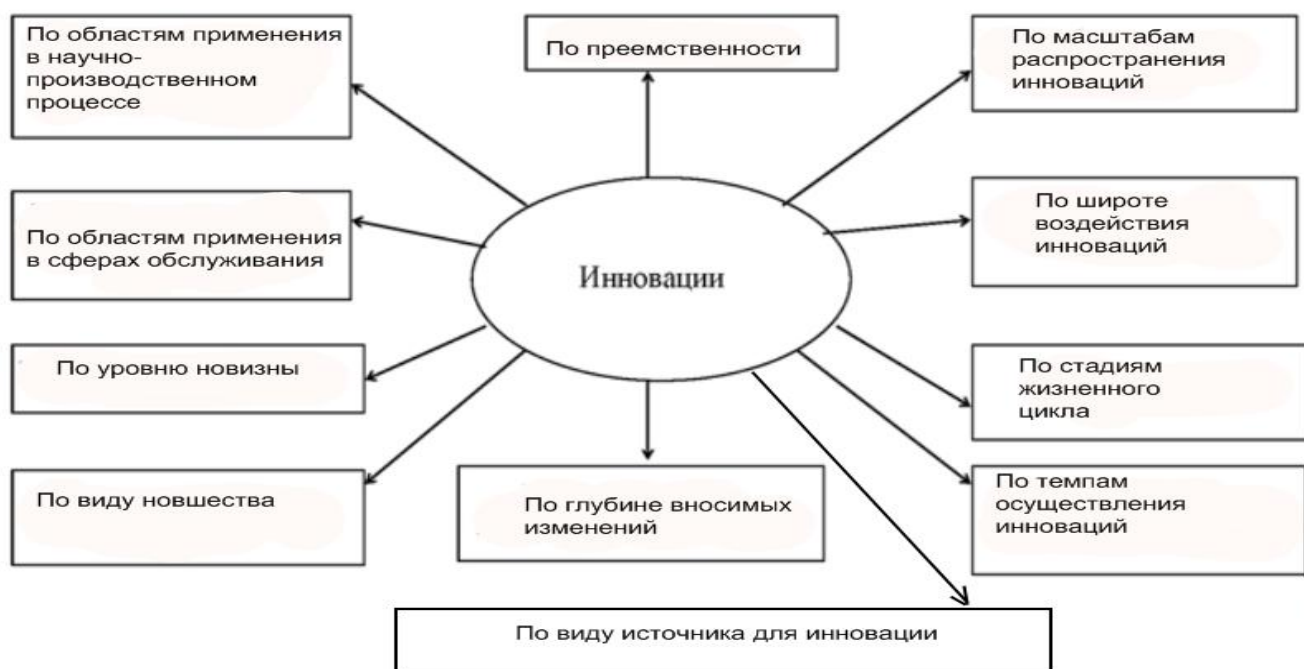 По областям применения
в научно-
производственном
процессе
По преемственности
По масштабам
распространения
инноваций
По областям применения
в сферах обслуживания
Инновации
По широте
воздействия
инноваций
По уровню новизны
По стадиям
жизненного
цикла
По виду новшества
По глубине вносимых
изменений
По темпам
осуществления
инноваций
По виду источника для инновации